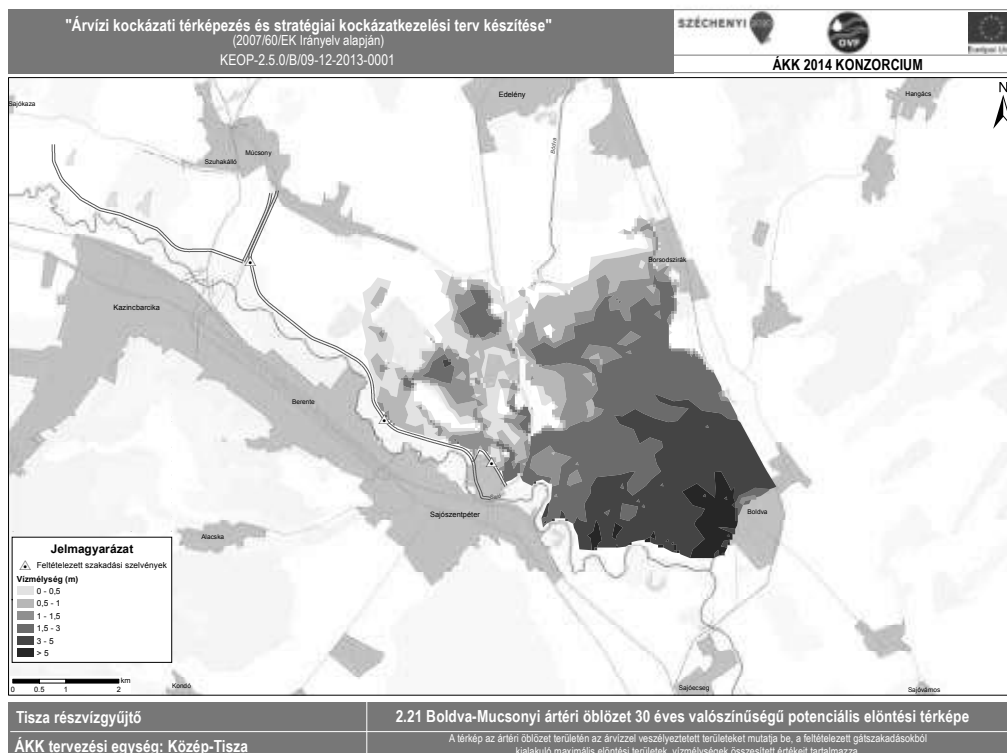 "Árvízi kockázati térképezés és stratégiai kockázatkezelési terv készítése"
(2007/60/EK Irányelv alapján)
KEOP-2.5.0/B/09-12-2013-0001
SZÉCHENYI
OVF
ÁKK 2014 KONZORCIUM
Sajókaza
Edelény
Hangács
N
Múcsony
Szuhakálló
Bódva
Borsodszirák
Kazincbarcika
Berente
Sajó
Sajószentpéter
Boldva
Alacska
Kondó
Sajóecseg
Sajóvámos
Jelmagyarázat
Feltételezett szakadási szelvények
Vízmélység (m)
0 - 0,5
0,5 - 1
1 - 1,5
1,5 - 3
3 - 5
> 5
km
0 0.5 1 2
Tisza részvízgyűjtő
ÁKK tervezési egység: Közép-Tisza
2.21 Boldva-Mucsonyi ártéri öblözet 30 éves valószínűségű potenciális elöntési térképe
A térkép az ártéri öblözet területén az árvízzel veszélyeztetett területeket mutatja be, a feltételezett gátszakadásokból
kialakuló maximális elöntési területek, vízmélységek összesített értékeit tartalmazza